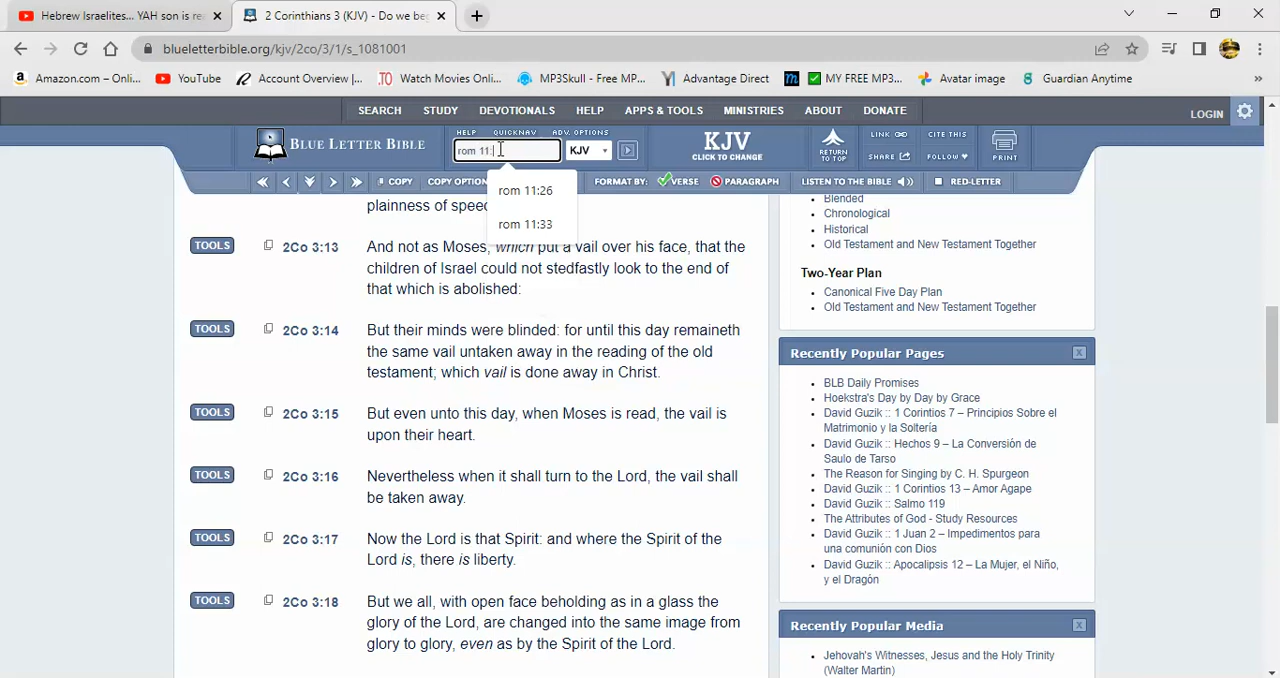 Hebrew Israelites... YAH son is re
2 Corinthians 3 (KJV) - Do we beg
blueletterbible.org/kjv/2co/3/1/s_1081001
Amazon.com – Onli...
YouTube
Account Overview |...
Watch Movies Onli...
MP3Skull - Free MP...
Advantage Direct
MY FREE MP3...
Avatar image
Guardian Anytime
»
SEARCH
STUDY
DEVOTIONALS
HELP
APPS & TOOLS
MINISTRIES
ABOUT
DONATE
LOGIN
BLUE LETTER BIBLE
HELP
QUICKNAV
ADV. OPTIONS
rom 11:
KJV
KJV
CLICK TO CHANGE
RETURN
TO TOP
LINK
SHARE
CITE THIS
FOLLOW
PRINT
COPY
COPY OPTION
FORMAT BY:
VERSE
PARAGRAPH
LISTEN TO THE BIBLE
RED-LETTER
rom 11:26
rom 11:33
plainness of speec
TOOLS
2Co 3:13
And not as Moses, which put a vail over his face, that the
children of Israel could not stedfastly look to the end of
that which is abolished:
TOOLS
2Co 3:14
But their minds were blinded: for until this day remaineth
the same vail untaken away in the reading of the old
testament; which vail is done away in Christ.
TOOLS
2Co 3:15
But even unto this day, when Moses is read, the vail is
upon their heart.
TOOLS
2Co 3:16
Nevertheless when it shall turn to the Lord, the vail shall
be taken away.
TOOLS
2Co 3:17
Now the Lord is that Spirit: and where the Spirit of the
Lord is, there is liberty.
TOOLS
2Co 3:18
But we all, with open face beholding as in a glass the
glory of the Lord, are changed into the same image from
glory to glory, even as by the Spirit of the Lord.
Blended
Chronological
Historical
Old Testament and New Testament Together
Two-Year Plan
Canonical Five Day Plan
Old Testament and New Testament Together
Recently Popular Pages
BLB Daily Promises
Hoekstra's Day by Day by Grace
David Guzik :: 1 Corintios 7 – Principios Sobre el
Matrimonio y la Soltería
David Guzik :: Hechos 9 – La Conversión de
Saulo de Tarso
The Reason for Singing by C. H. Spurgeon
David Guzik :: 1 Corintios 13 – Amor Agape
David Guzik :: Salmo 119
The Attributes of God - Study Resources
David Guzik :: 1 Juan 2 – Impedimentos para
una comunión con Dios
David Guzik :: Apocalipsis 12 – La Mujer, el Niño,
y el Dragón
Recently Popular Media
Jehovah's Witnesses, Jesus and the Holy Trinity
(Walter Martin)